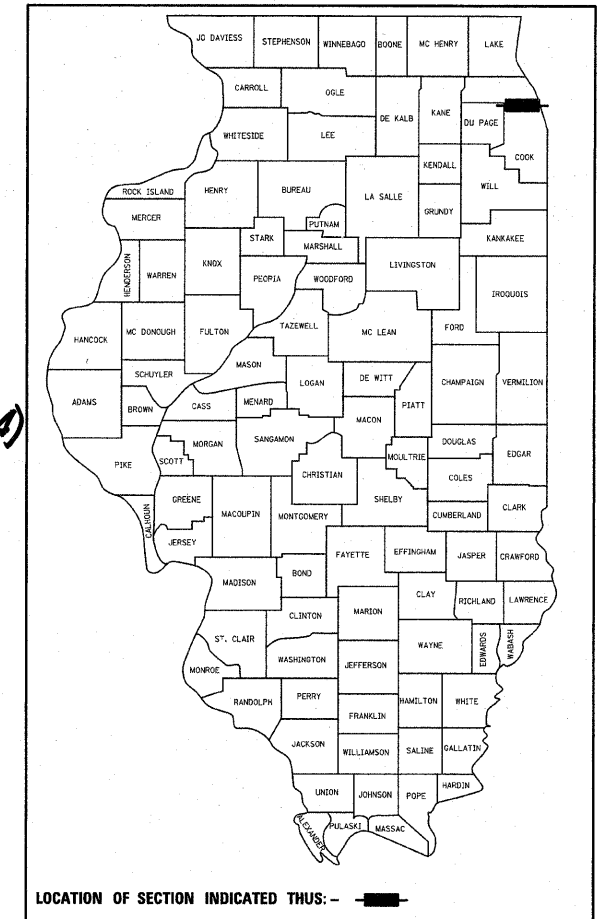 JO DAVIESS STEPHENSON WINNEBAGO BOONE MC HENRY LAKE
CARROLL OGLE
DE KALB KANE
DU PAGE
WHITESIDE LEE
COOK
KENDALL
WILL
ROCK ISLAND HENRY BUREAU LA SALLE
GRUNDY
MERCER
PUTNAM
STARK MARSHALL
KANKAKEE
HENDERSON WARREN KNOX
PEORIA WOODFORD LIVINGSTON
IROQUOIS
HANCOCK MC DONOUGH FULTON TAZEWELL MC LEAN FORD
MASON
SCHUYLER LOGAN DE WITT
CHAMPAIGN VERMILION
ADAMS BROWN CASS MENARD PIATT
MACON
MORGAN SANGAMON
DOUGLAS
EDGAR
PIKE SCOTT MOULTRIE
CHRISTIAN COLES
GREENE SHELBY
CALHOUN MACOUPIN MONTGOMERY CUMBERLAND CLARK
JERSEY
FAYETTE EFFINGHAM JASPER CRAWFORD
MADISON BOND
CLAY RICHLAND LAWRENCE
CLINTON MARION
ST. CLAIR WAYNE EDWARDS WABASH
WASHINGTON JEFFERSON
MONROE
RANDOLPH PERRY HAMILTON WHITE
FRANKLIN
JACKSON WILLIAMSON SALINE GALLATIN
UNION JOHNSON POPE HARDIN
ALEXANDER PULASKI MASSAC
LOCATION OF SECTION INDICATED THUS: -